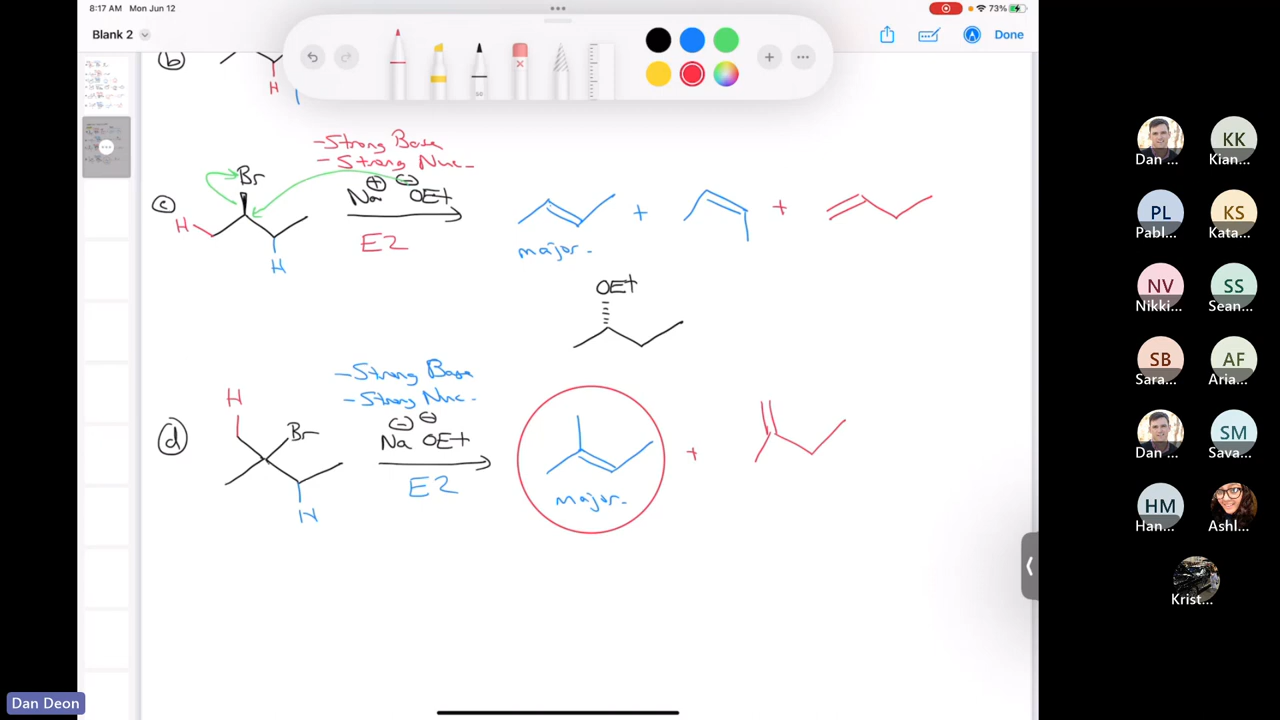 8:17 AM Mon Jun 12
73%
Blank 2
Done
(b)
H
-Strong Base
-Strong Nuc.
Br
(c)
Na⊕ ⊖OEt
H
E2
H
+
+
major.
OEt
-Strong Base
-Strong Nuc.
H
(d)
Br
Na⊖ ⊖OEt
E2
H
major.
+
Dan ...
KK
Kian...
PL
Pabl...
KS
Kata...
NV
Nikki...
SS
Sean...
SB
Sara...
AF
Aria...
Dan ...
SM
Sava...
HM
Han...
Ashl...
Krist...
Dan Deon